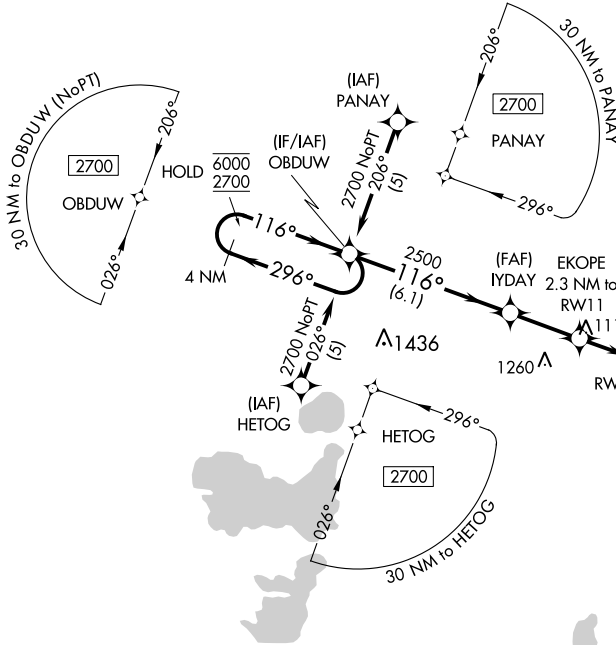 30 NM to OBDUW (NoPT)
206°
2700
OBDUW
026°
(IAF)
PANAY
206°
30 NM to PANAY
2700
PANAY
296°
(IF/IAF)
OBDUW
HOLD
6000
2700
2700 NoPT
206°
(5)
116°
296°
4 NM
2500
116°
(6.1)
(FAF)
IYDAY
EKOPE
2.3 NM to
RW11
1260
RW
2700 NoPT
026°
(5)
1436
(IAF)
HETOG
296°
HETOG
2700
026°
30 NM to HETOG